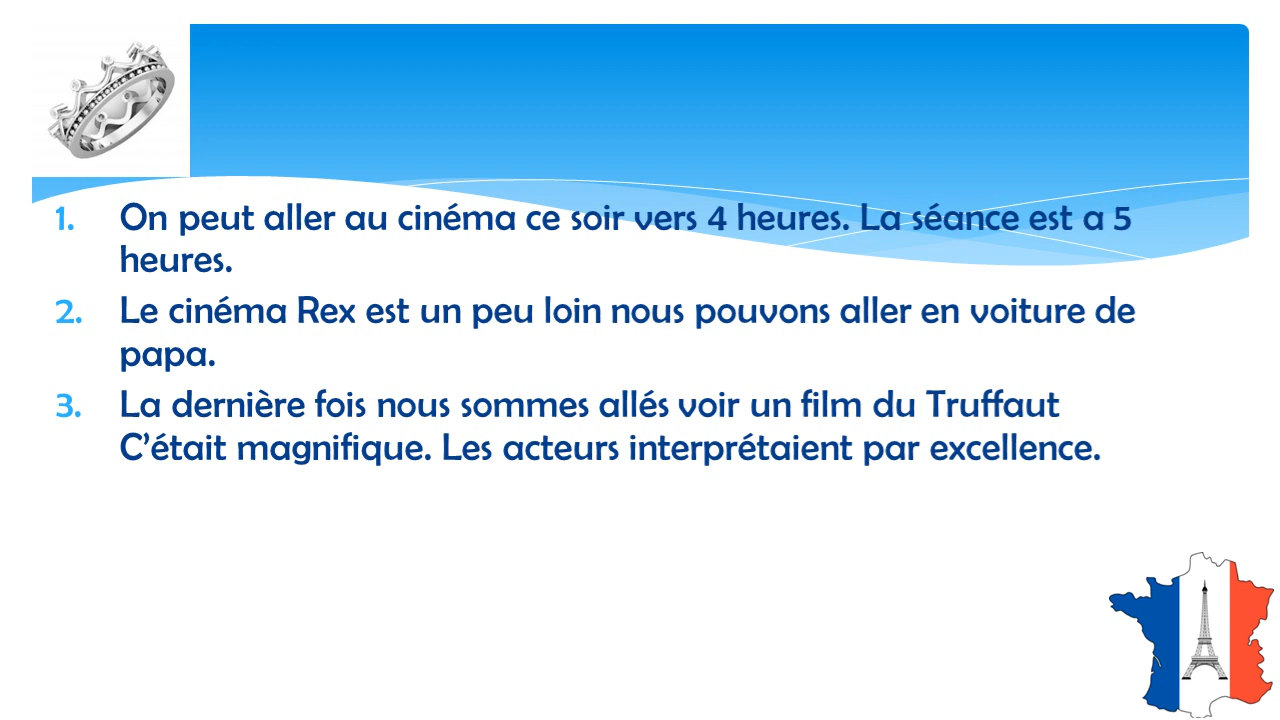 1. On peut aller au cinéma ce soir vers 4 heures. La séance est a 5
heures.
2. Le cinéma Rex est un peu loin nous pouvons aller en voiture de
papa.
3. La dernière fois nous sommes allés voir un film du Truffaut
C’était magnifique. Les acteurs interprétaient par excellence.